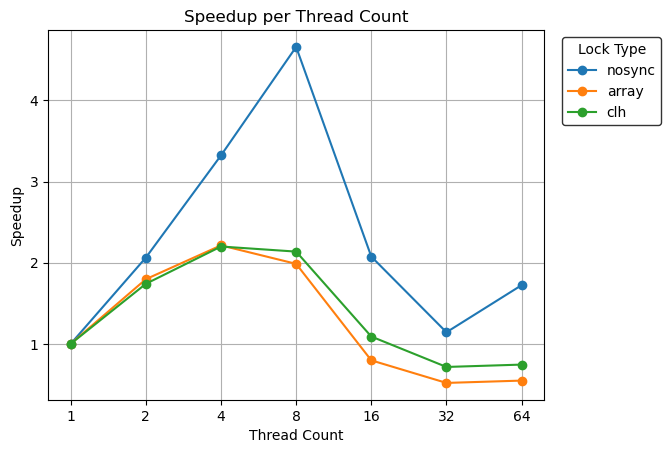 Speedup per Thread Count
Lock Type
nosync
array
clh
Speedup
4
3
2
1
1 2 4 8 16 32 64
Thread Count